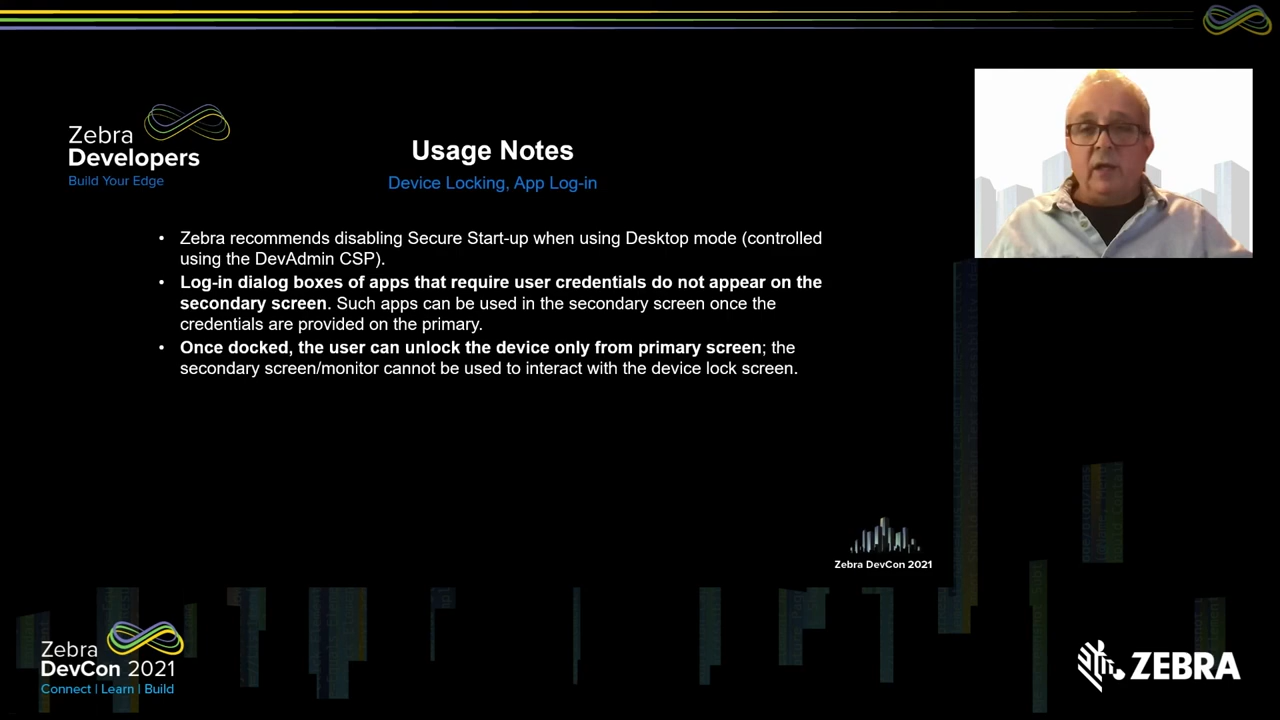 Zebra
Developers
Build Your Edge
Usage Notes
Device Locking, App Log-in
• Zebra recommends disabling Secure Start-up when using Desktop mode (controlled
using the DevAdmin CSP).
• Log-in dialog boxes of apps that require user credentials do not appear on the
secondary screen. Such apps can be used in the secondary screen once the
credentials are provided on the primary.
• Once docked, the user can unlock the device only from primary screen; the
secondary screen/monitor cannot be used to interact with the device lock screen.
Zebra DevCon 2021
Zebra
DevCon 2021
Connect | Learn | Build
ZEBRA